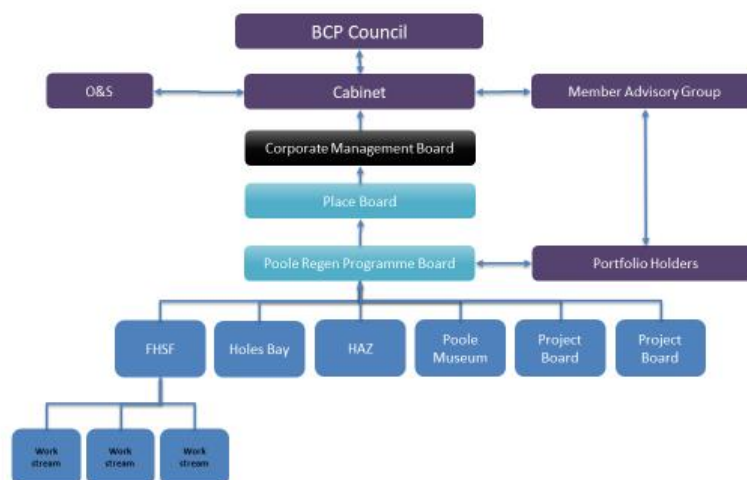 BCP Council
O&S
Cabinet
Member Advisory Group
Corporate Management Board
Place Board
Poole Regen Programme Board
Portfolio Holders
FHSF
Holes Bay
HAZ
Poole
Museum
Project
Board
Project
Board
Work
stream
Work
stream
Work
stream